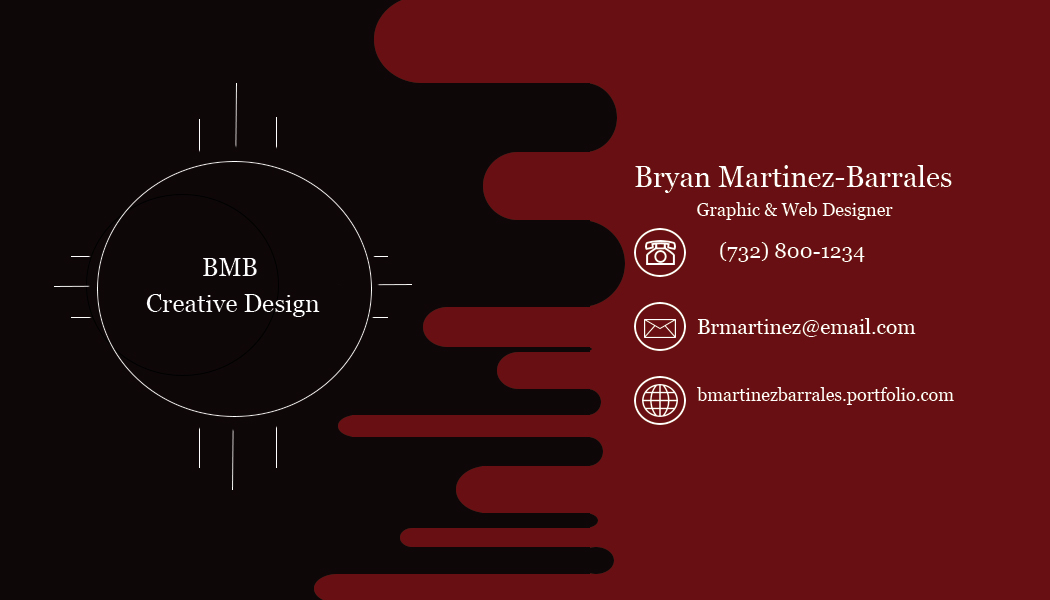 BMB
Creative Design
Bryan Martinez-Barrales
Graphic & Web Designer
(732) 800-1234
Brmartinez@email.com
bmartinezbarrales.portfolio.com